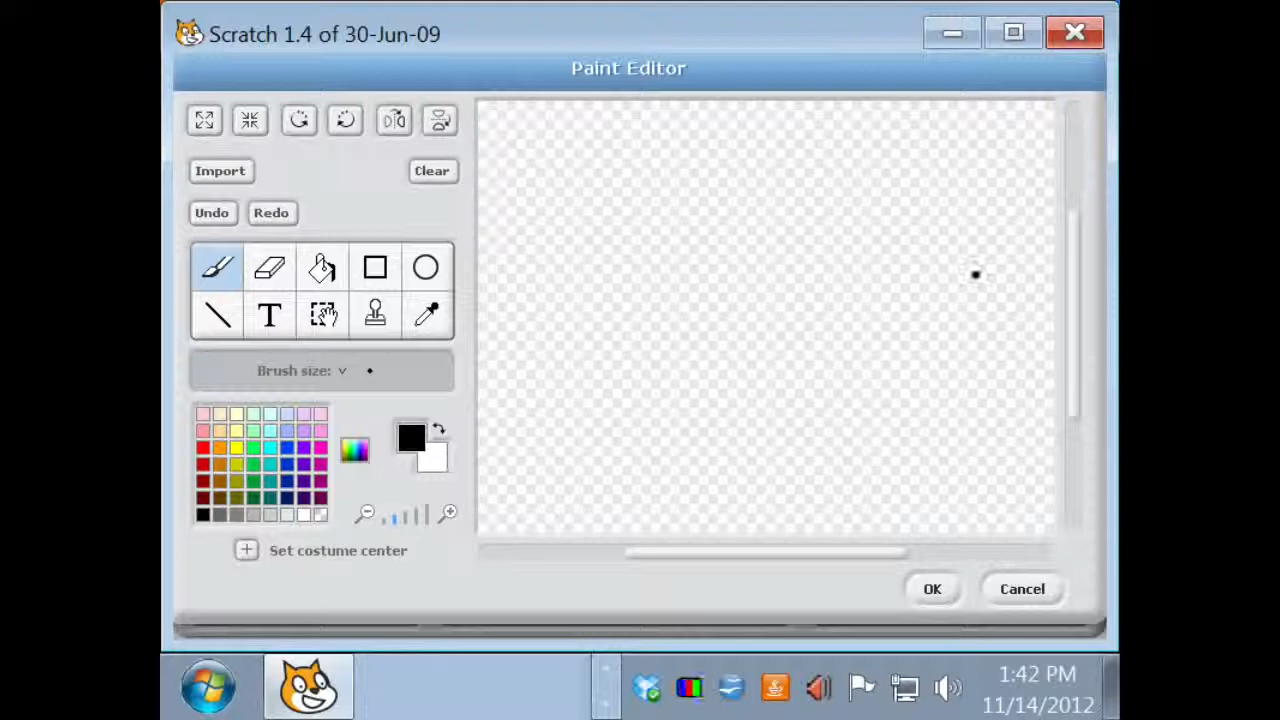 Scratch 1.4 of 30-Jun-09
Paint Editor
Import
Clear
Undo
Redo
T
Brush size:
Set costume center
OK
Cancel
1:42 PM
11/14/2012